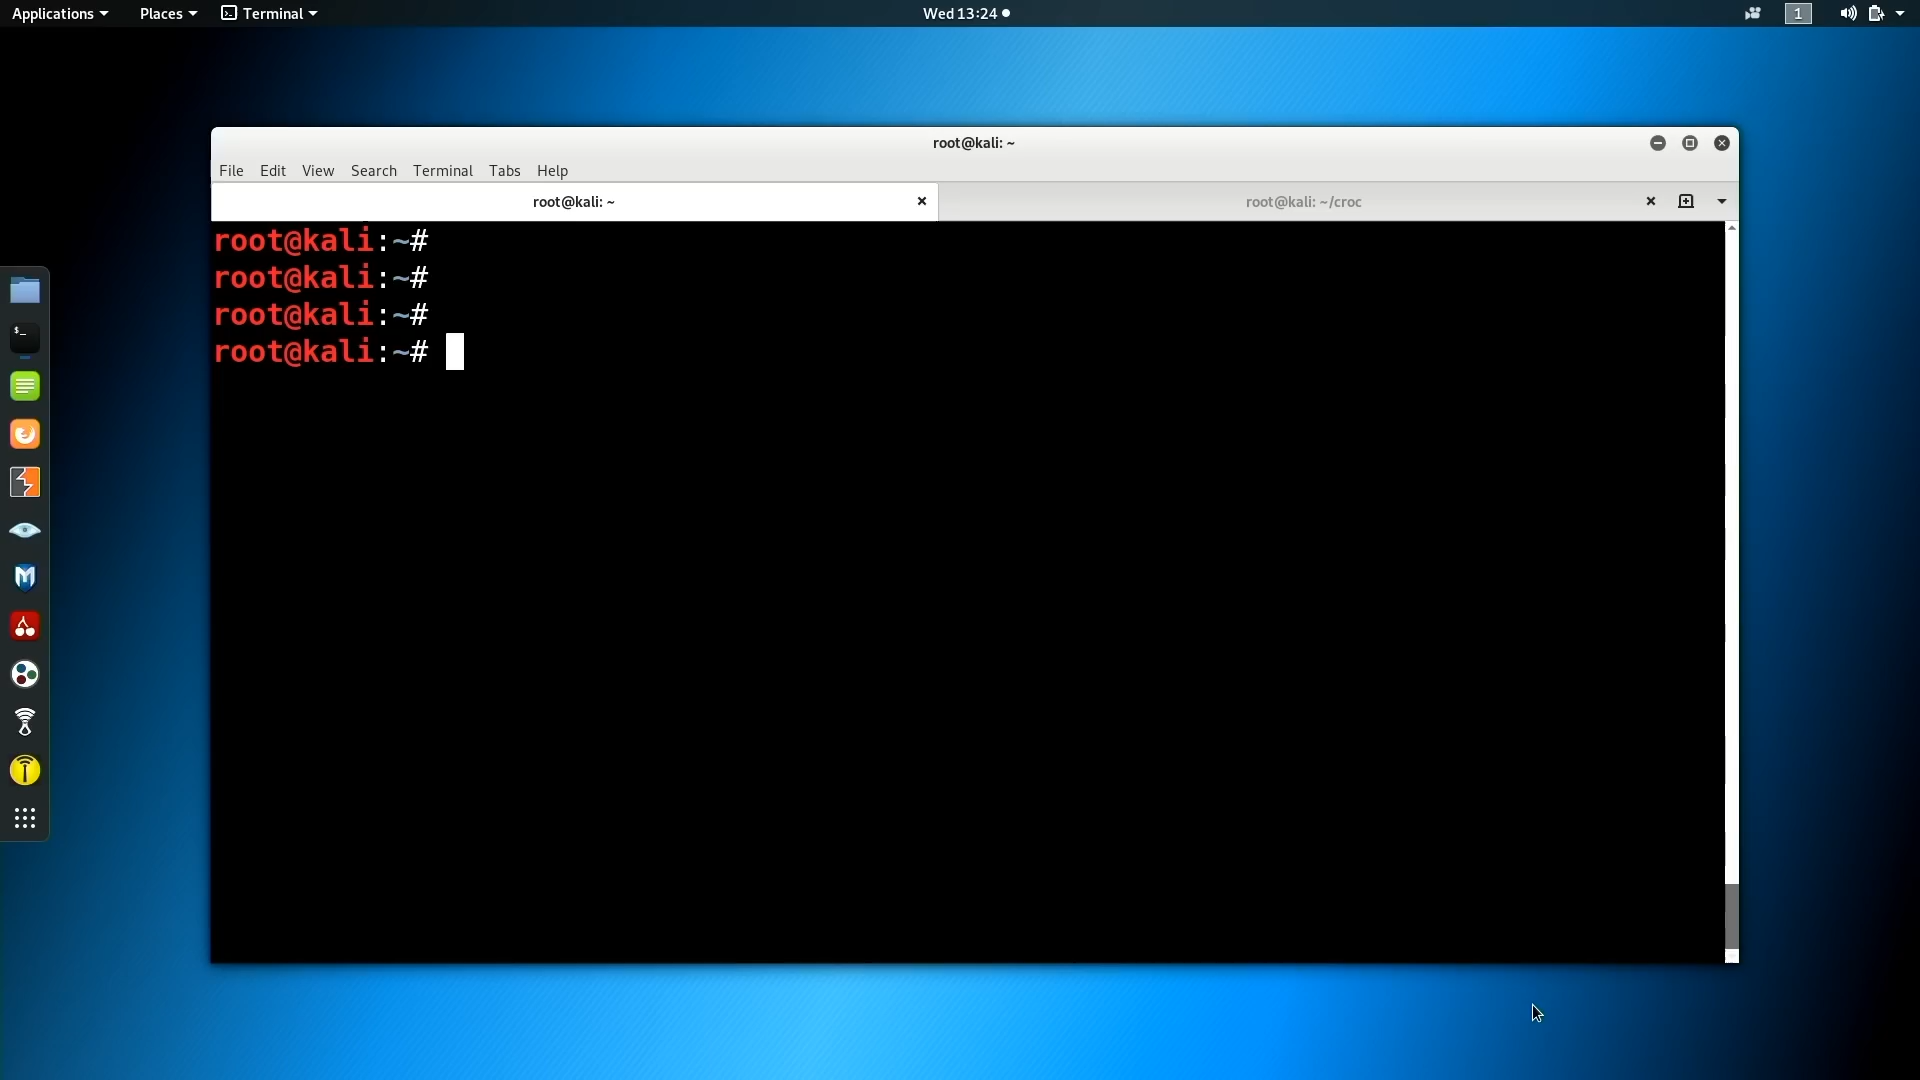 Applications Places Terminal Wed 13:24 1
root@kali: ~
File Edit View Search Terminal Tabs Help
root@kali: ~ root@kali: ~/croc
root@kali:~#
root@kali:~#
root@kali:~#
root@kali:~#
$_